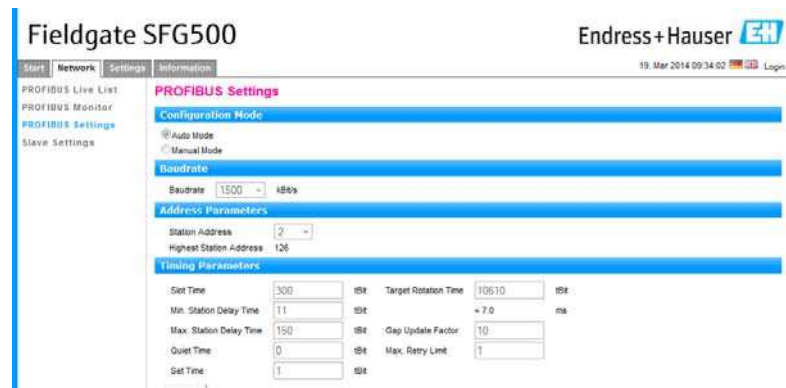 Fieldgate SFG500
Endress+Hauser EH
Start Network Settings Information
19. Mar 2014 09:34:02 Login
PROFIBUS Live List
PROFIBUS Monitor
PROFIBUS Settings
Slave Settings
PROFIBUS Settings
Configuration Mode
Auto Mode
Manual Mode
Baudrate
Baudrate 1500 kBit/s
Address Parameters
Station Address 2
Highest Station Address 126
Timing Parameters
Slot Time 300 tBit Target Rotation Time 10610 tBit
Min. Station Delay Time 11 tBit = 7.0 ms
Max. Station Delay Time 150 tBit Gap Update Factor 10
Quiet Time 0 tBit Max. Retry Limit 1
Set Time 1 tBit